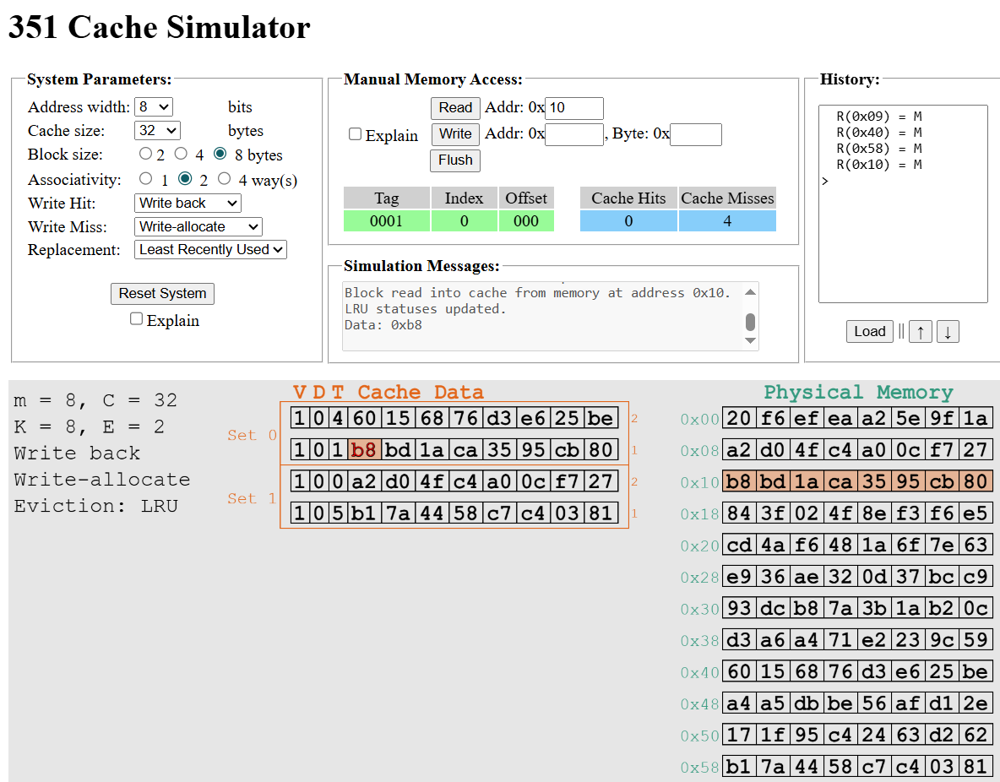 351 Cache Simulator
System Parameters:
Address width: 8 bits
Cache size: 32 bytes
Block size: 2 4 8 bytes
Associativity: 1 2 4 way(s)
Write Hit: Write back
Write Miss: Write-allocate
Replacement: Least Recently Used
Reset System
Explain
Manual Memory Access:
Read Addr: 0x 10
Explain Write Addr: 0x , Byte: 0x
Flush
Tag Index Offset Cache Hits Cache Misses
0001 0 000 0 4
Simulation Messages:
Block read into cache from memory at address 0x10.
LRU statuses updated.
Data: 0xb8
History:
R(0x09) = M
R(0x40) = M
R(0x58) = M
R(0x10) = M
>
Load || ↑ ↓
m = 8, C = 32
K = 8, E = 2
Write back
Write-allocate
Eviction: LRU
V D T Cache Data
Set 0
1 0 4 60 15 68 76 d3 e6 25 be 2
1 0 1 b8 bd 1a ca 35 95 cb 80 1
Set 1
1 0 0 a2 d0 4f c4 a0 0c f7 27 2
1 0 5 b1 7a 44 58 c7 c4 03 81 1
Physical Memory
0x00 20 f6 ef ea a2 5e 9f 1a
0x08 a2 d0 4f c4 a0 0c f7 27
0x10 b8 bd 1a ca 35 95 cb 80
0x18 84 3f 02 4f 8e f3 f6 e5
0x20 cd 4a f6 48 1a 6f 7e 63
0x28 e9 36 ae 32 0d 37 bc c9
0x30 93 dc b8 7a 3b 1a b2 0c
0x38 d3 a6 a4 71 e2 23 9c 59
0x40 60 15 68 76 d3 e6 25 be
0x48 a4 a5 db be 56 af d1 2e
0x50 17 1f 95 c4 24 63 d2 62
0x58 b1 7a 44 58 c7 c4 03 81